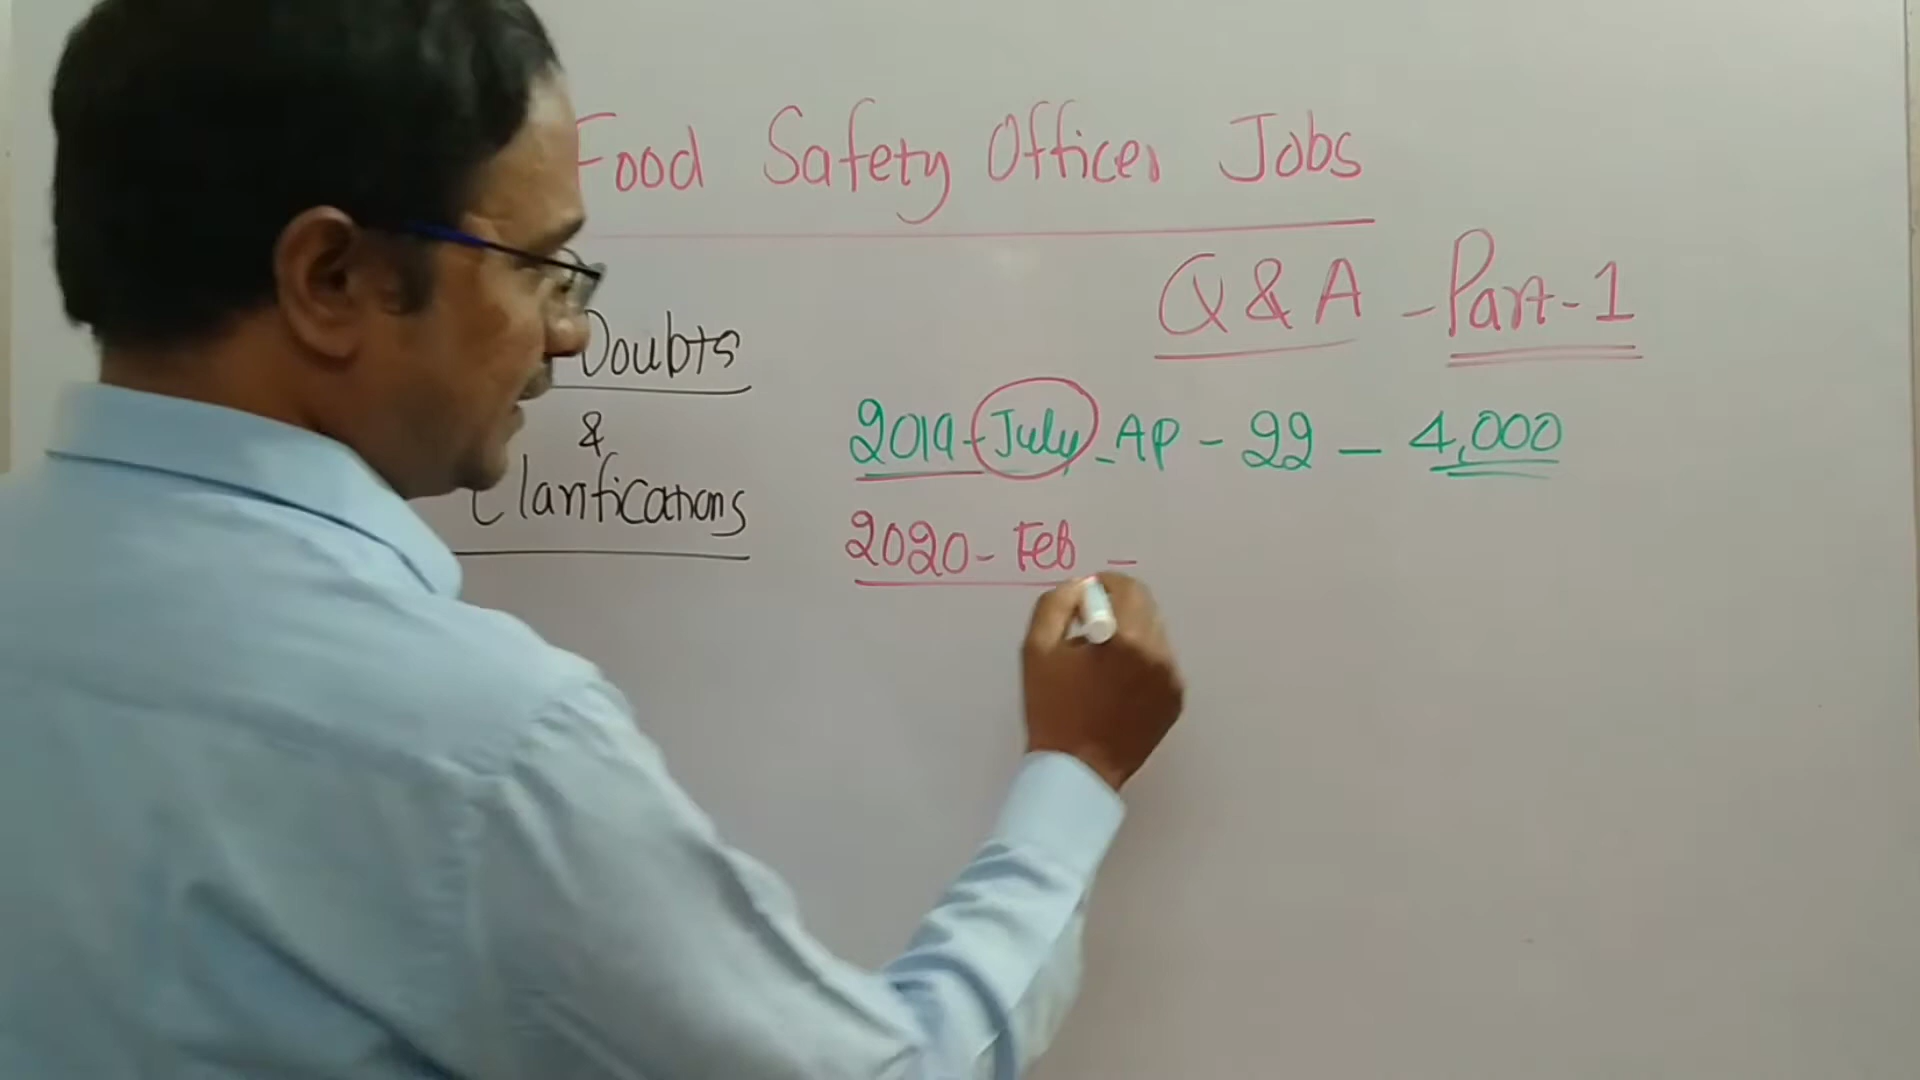 Food Safety Officer Jobs
Q & A - Part-1
Doubts
&
Clarifications
2019-July-AP - 22 - 4,000
2020- Feb -